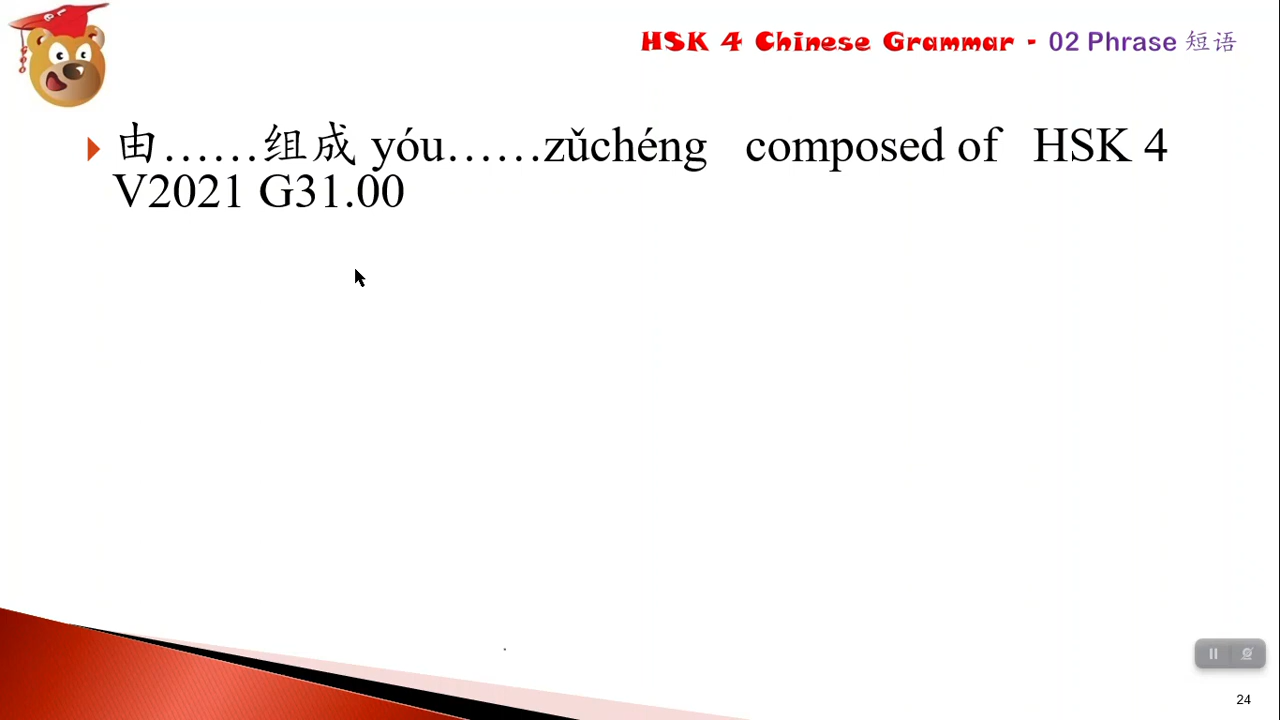 HSK 4 Chinese Grammar - 02 Phrase 短语
由……组成 yóu……zǔchéng composed of HSK 4
V2021 G31.00
24